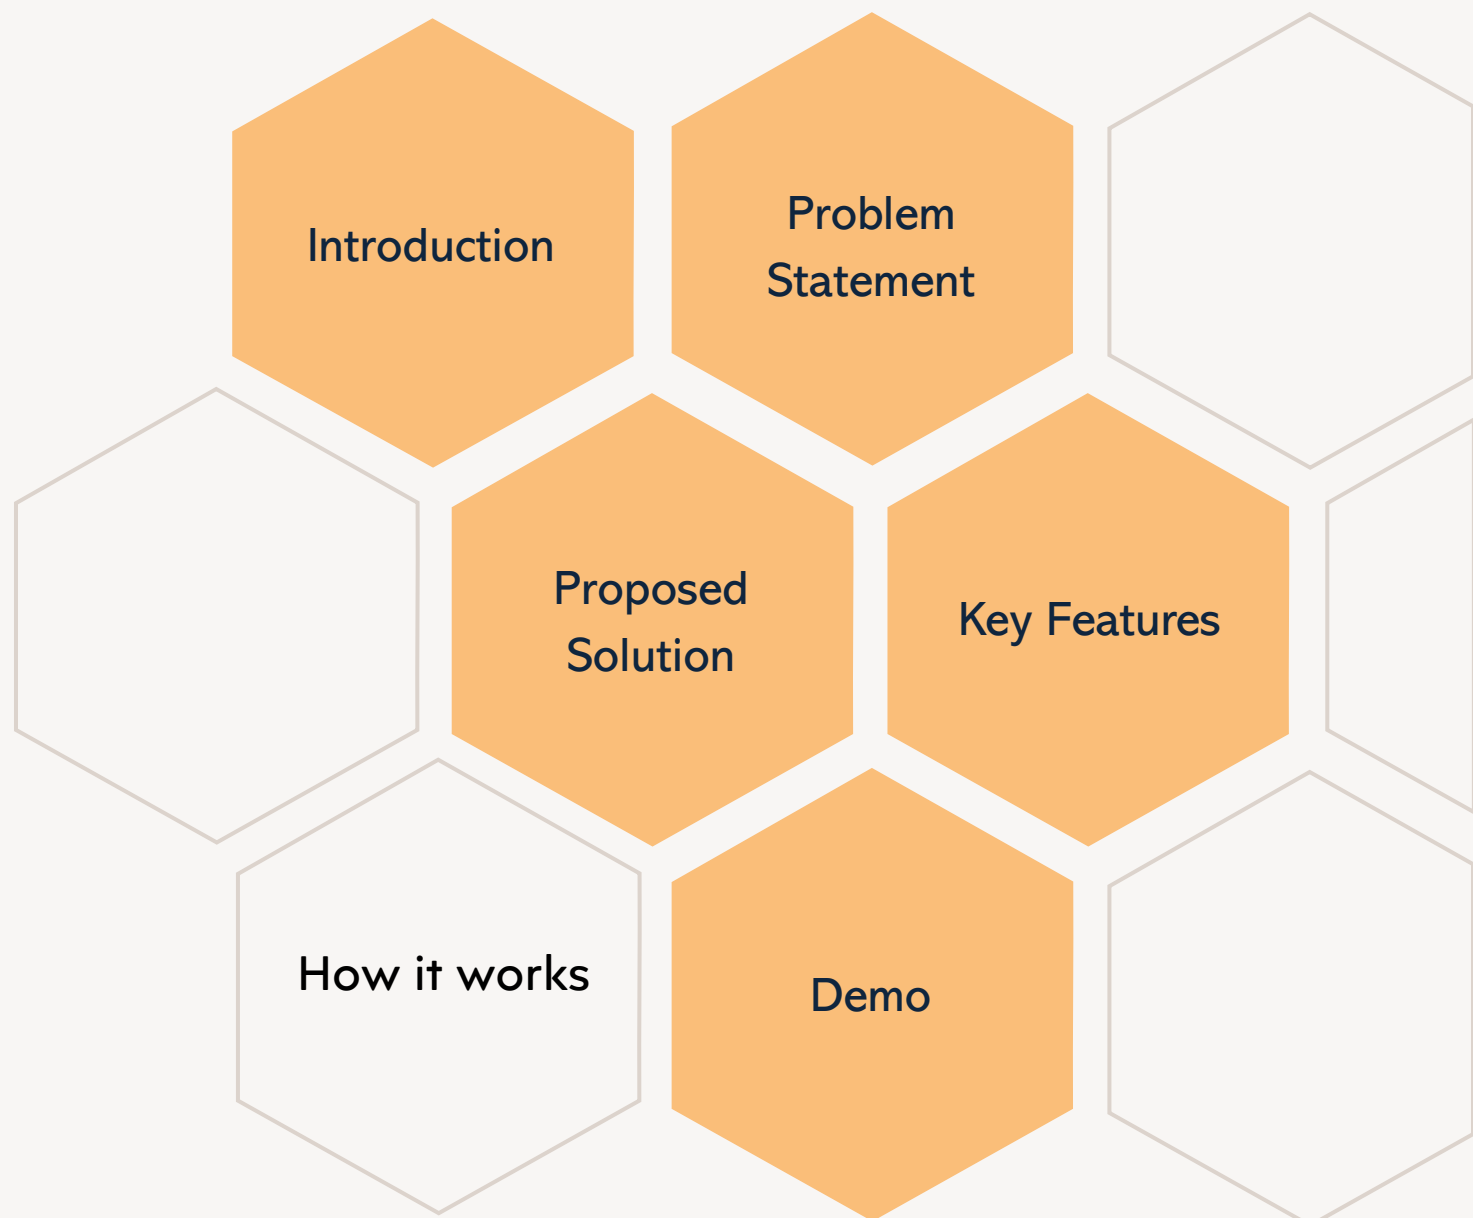 Introduction
Problem
Statement
Proposed
Solution
Key Features
How it works
Demo